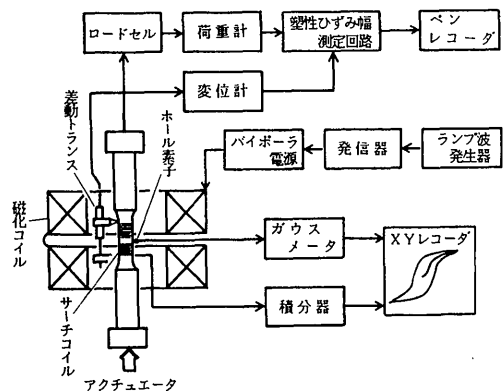 ロードセル
荷重計
塑性ひずみ幅
測定回路
ペン
レコーダ
変位計
差動トランス
ホール素子
バイポーラ
電源
発信器
ランプ波
発生器
磁化コイル
ガウス
メータ
XYレコーダ
積分器
サーチコイル
アクチュエータ